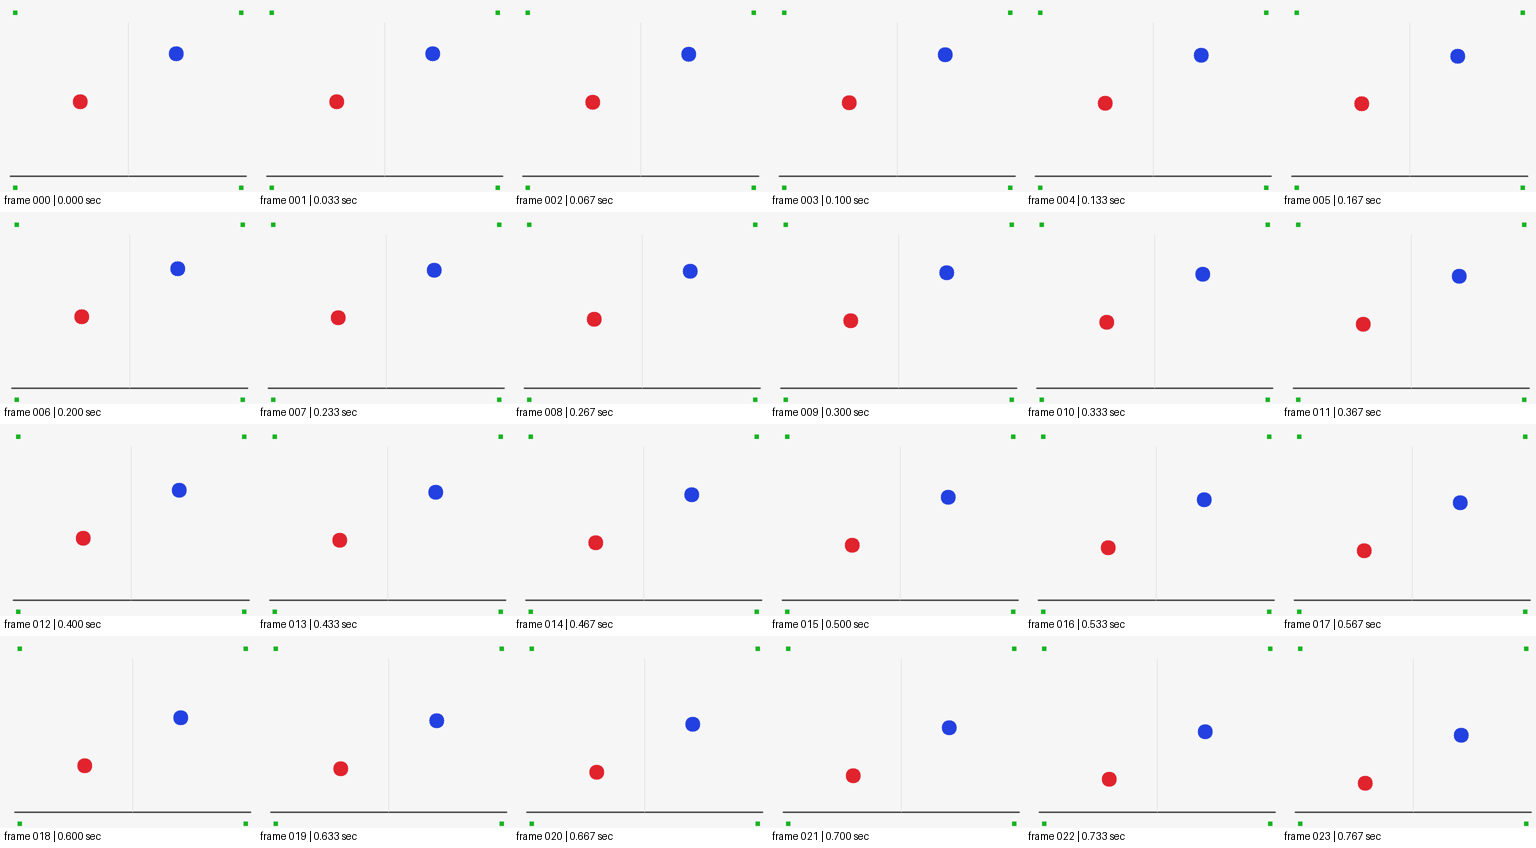 frame 000 | 0.000 sec
frame 001 | 0.033 sec
frame 002 | 0.067 sec
frame 003 | 0.100 sec
frame 004 | 0.133 sec
frame 005 | 0.167 sec
frame 006 | 0.200 sec
frame 007 | 0.233 sec
frame 008 | 0.267 sec
frame 009 | 0.300 sec
frame 010 | 0.333 sec
frame 011 | 0.367 sec
frame 012 | 0.400 sec
frame 013 | 0.433 sec
frame 014 | 0.467 sec
frame 015 | 0.500 sec
frame 016 | 0.533 sec
frame 017 | 0.567 sec
frame 018 | 0.600 sec
frame 019 | 0.633 sec
frame 020 | 0.667 sec
frame 021 | 0.700 sec
frame 022 | 0.733 sec
frame 023 | 0.767 sec